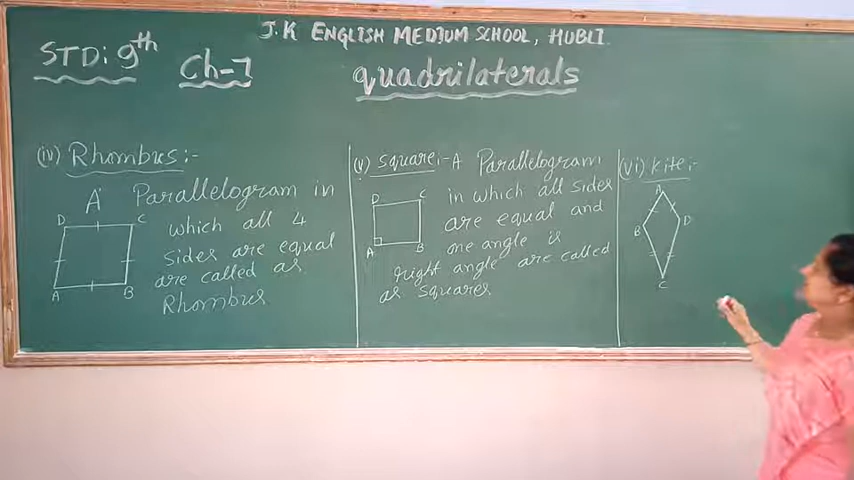 J.K ENGLISH MEDIUM SCHOOL, HUBLI
STD: 9th Ch-7 quadrilaterals
(iv) Rhombus:-
A Parallelogram in
which all 4
sides are equal
are called as
Rhombus
D C
A B
(v) square:- A Parallelogram
in which all sides
are equal and
one angle is
right angle are called
as squares
D C
A B
(vi) kite:-
A
B D
C